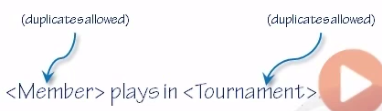 (duplicates allowed) (duplicates allowed)
<Member> plays in <Tournament>